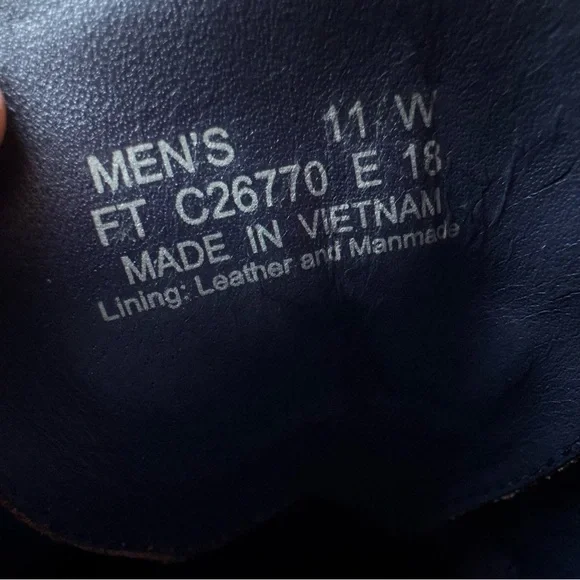 MEN'S 11 W
FT C26770 E 18
MADE IN VIETNAM
Lining: Leather and Manmade